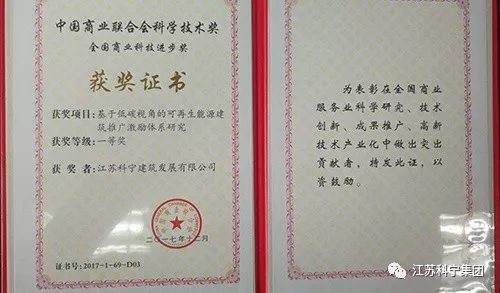 中国商业联合会科学技术奖
全国商业科技进步奖
获奖证书
获奖项目：基于低碳视角的可再生能源建
筑推广激励体系研究
获奖等级：一等奖
获奖者：江苏科宁建筑发展有限公司
二〇一七年十二月
证书号：2017-1-69-D03
为表彰在全国商业
服务业科学研究、技术
创新、成果推广、高新
技术产业化中做出突出
贡献者，特发此证，以
资鼓励。
江苏科宁集团